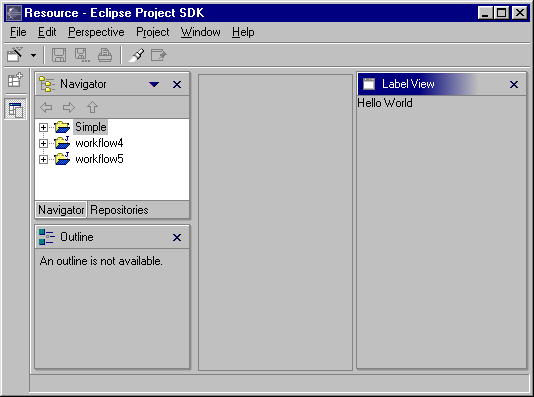 Resource - Eclipse Project SDK
File Edit Perspective Project Window Help
Navigator
Simple
workflow4
workflow5
Navigator Repositories
Outline
An outline is not available.
Label View
Hello World